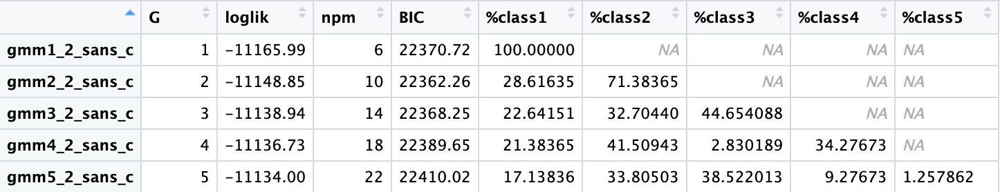 G loglik npm BIC %class1 %class2 %class3 %class4 %class5
gmm1_2_sans_c 1 -11165.99 6 22370.72 100.00000 NA NA NA NA
gmm2_2_sans_c 2 -11148.85 10 22362.26 28.61635 71.38365 NA NA NA
gmm3_2_sans_c 3 -11138.94 14 22368.25 22.64151 32.70440 44.654088 NA NA
gmm4_2_sans_c 4 -11136.73 18 22389.65 21.38365 41.50943 2.830189 34.27673 NA
gmm5_2_sans_c 5 -11134.00 22 22410.02 17.13836 33.80503 38.522013 9.27673 1.257862